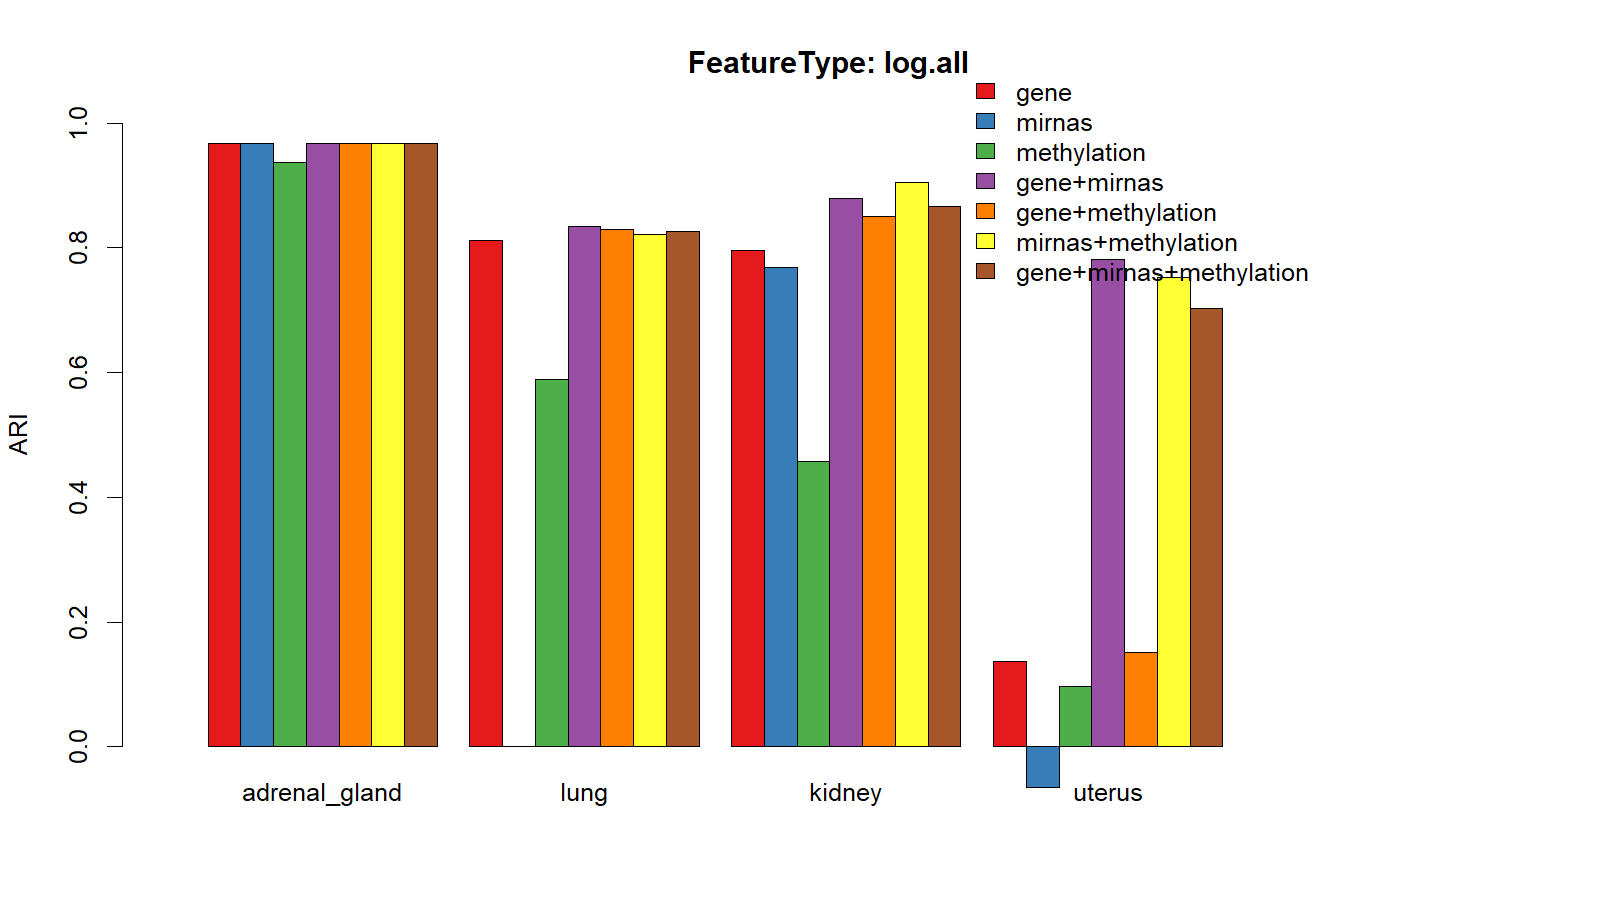 FeatureType: log.all
gene
mirnas
methylation
gene+mirnas
gene+methylation
mirnas+methylation
gene+mirnas+methylation
ARI
1.0
0.8
0.6
0.4
0.2
0.0
adrenal_gland
lung
kidney
uterus